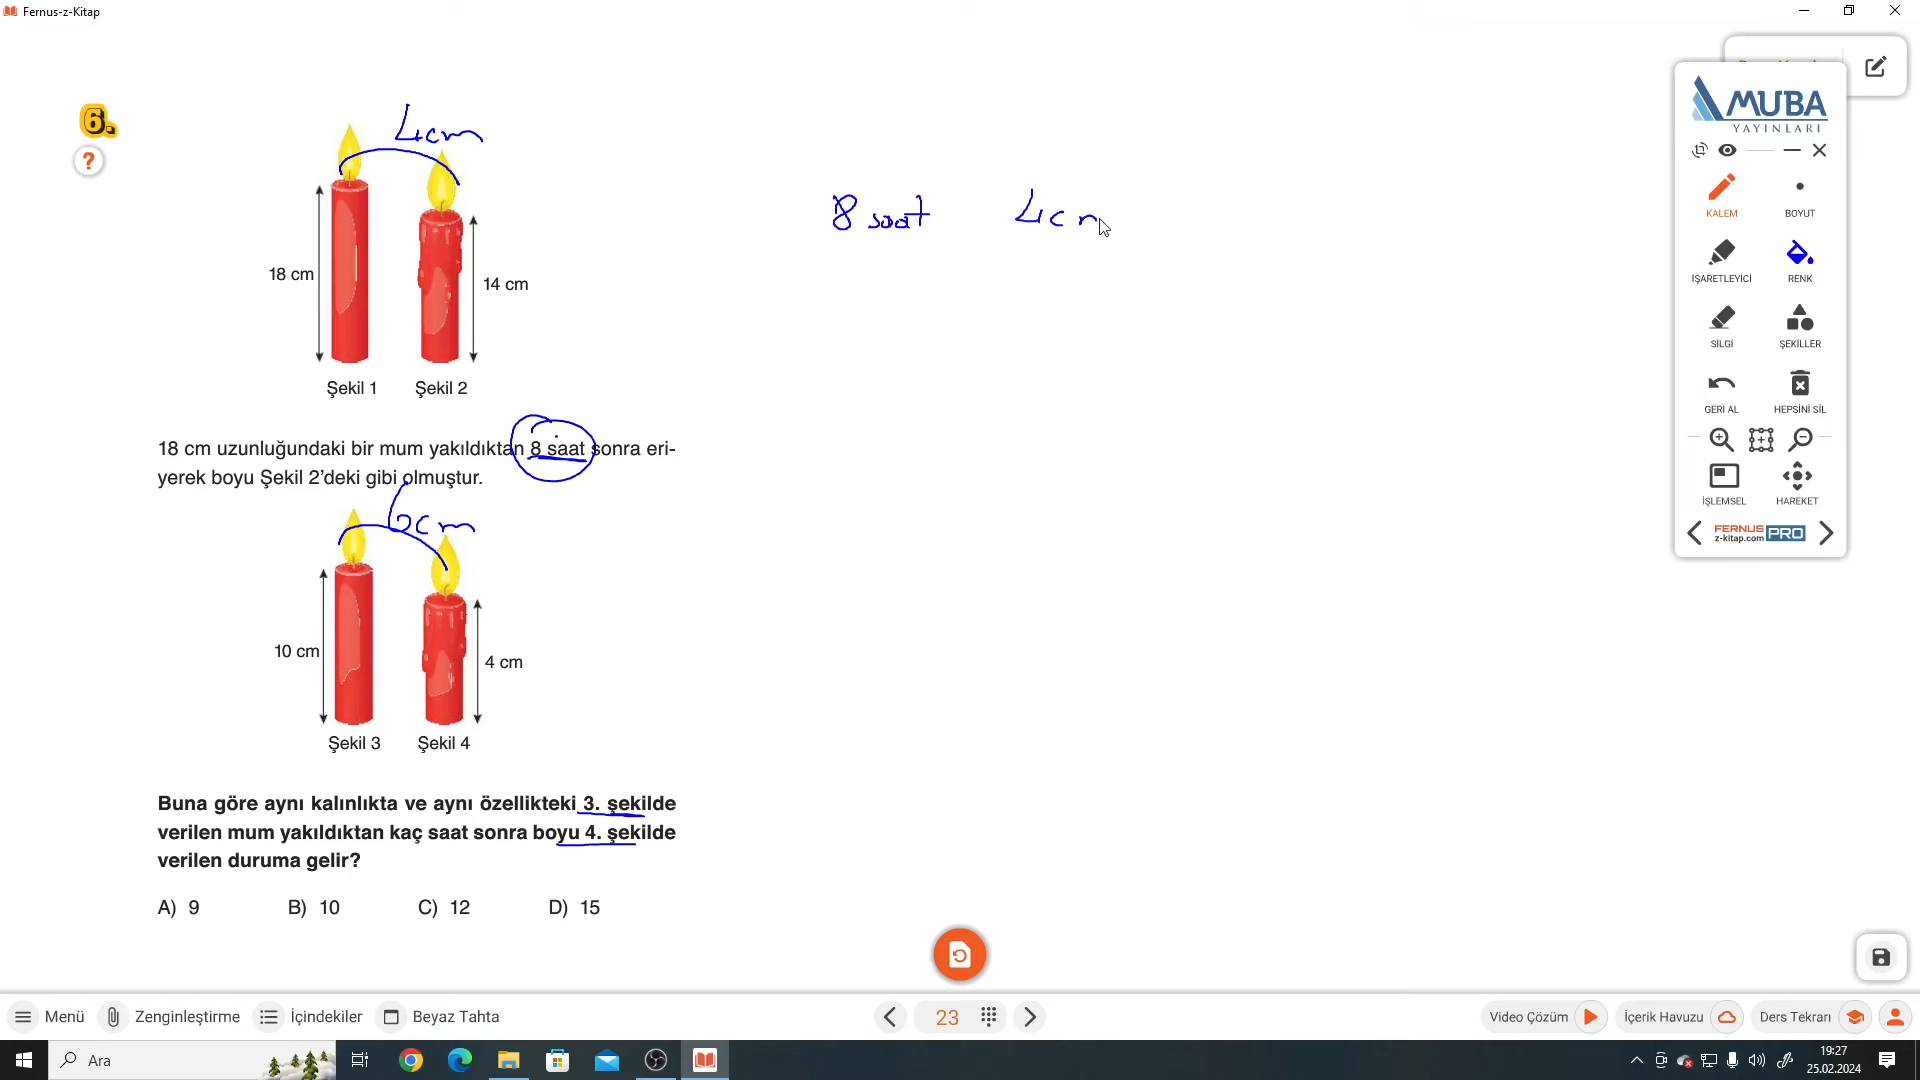 Fernus-z-Kitap
6.
?
4cm
18 cm
14 cm
Şekil 1
Şekil 2
18 cm uzunluğundaki bir mum yakıldıktan 8 saat sonra eri-
yerek boyu Şekil 2'deki gibi olmuştur.
6cm
10 cm
4 cm
Şekil 3
Şekil 4
Buna göre aynı kalınlıkta ve aynı özellikteki 3. şekilde
verilen mum yakıldıktan kaç saat sonra boyu 4. şekilde
verilen duruma gelir?
A) 9 B) 10 C) 12 D) 15
8 saat 4cm
MUBA
YAYINLARI
KALEM
BOYUT
İŞARETLEYİCİ
RENK
SİLGİ
ŞEKİLLER
GERİ AL
HEPSİNİ SİL
İŞLEMSEL
HAREKET
FERNUS
z-kitap.com
PRO
Menü
Zenginleştirme
İçindekiler
Beyaz Tahta
23
Video Çözüm
İçerik Havuzu
Ders Tekrarı
Ara
19:27
25.02.2024